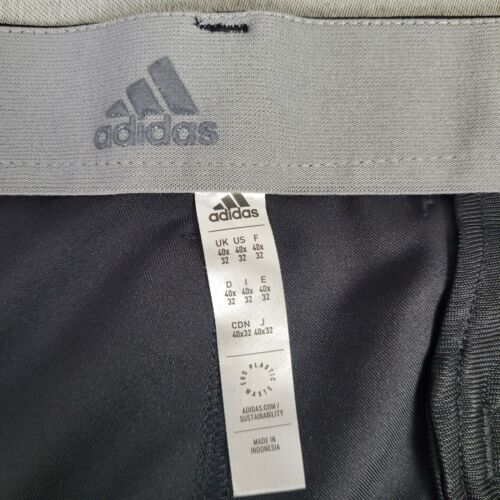 adidas
adidas
UK US F
40x 40x 40x
32 32 32
D I E
40x 40x 40x
32 32 32
CDN J
40x32 40x32
END PLASTIC WASTE
ADIDAS.COM/
SUSTAINABILITY
MADE IN
INDONESIA